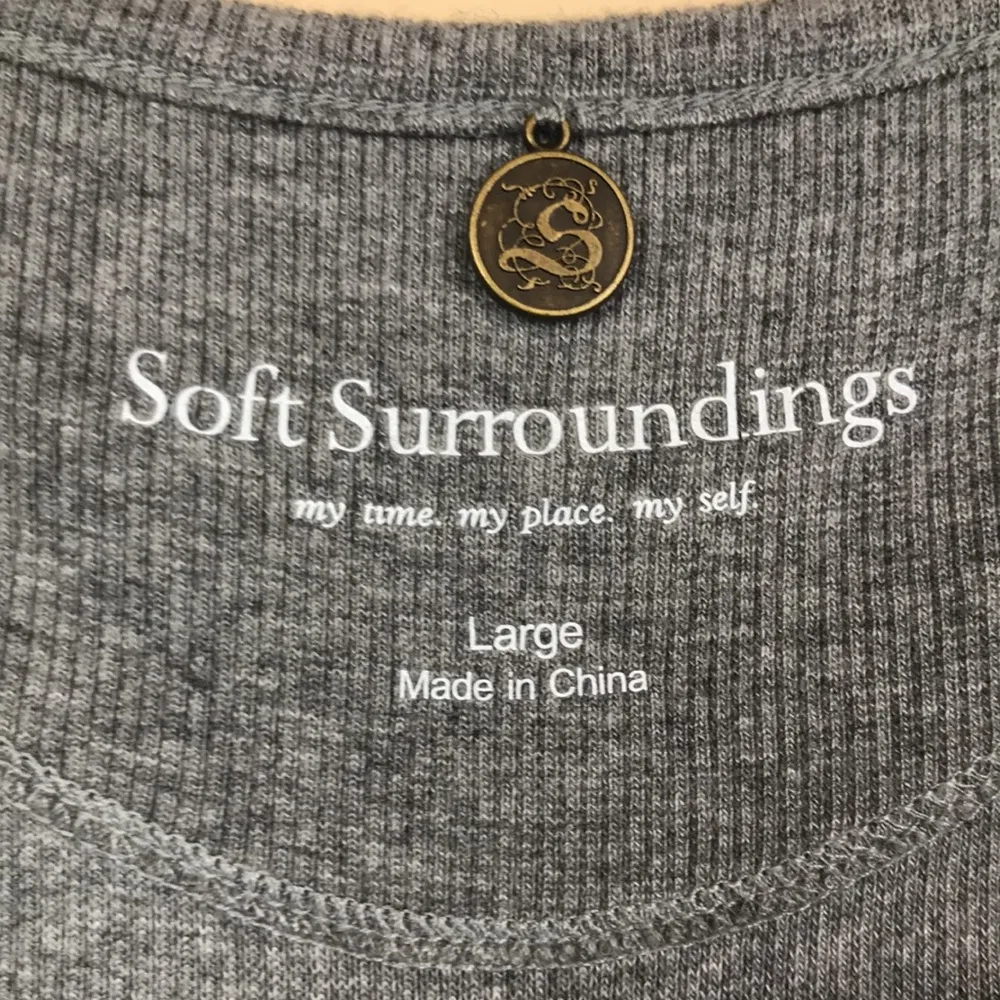 S
Soft Surroundings
my time. my place. my self.
Large
Made in China